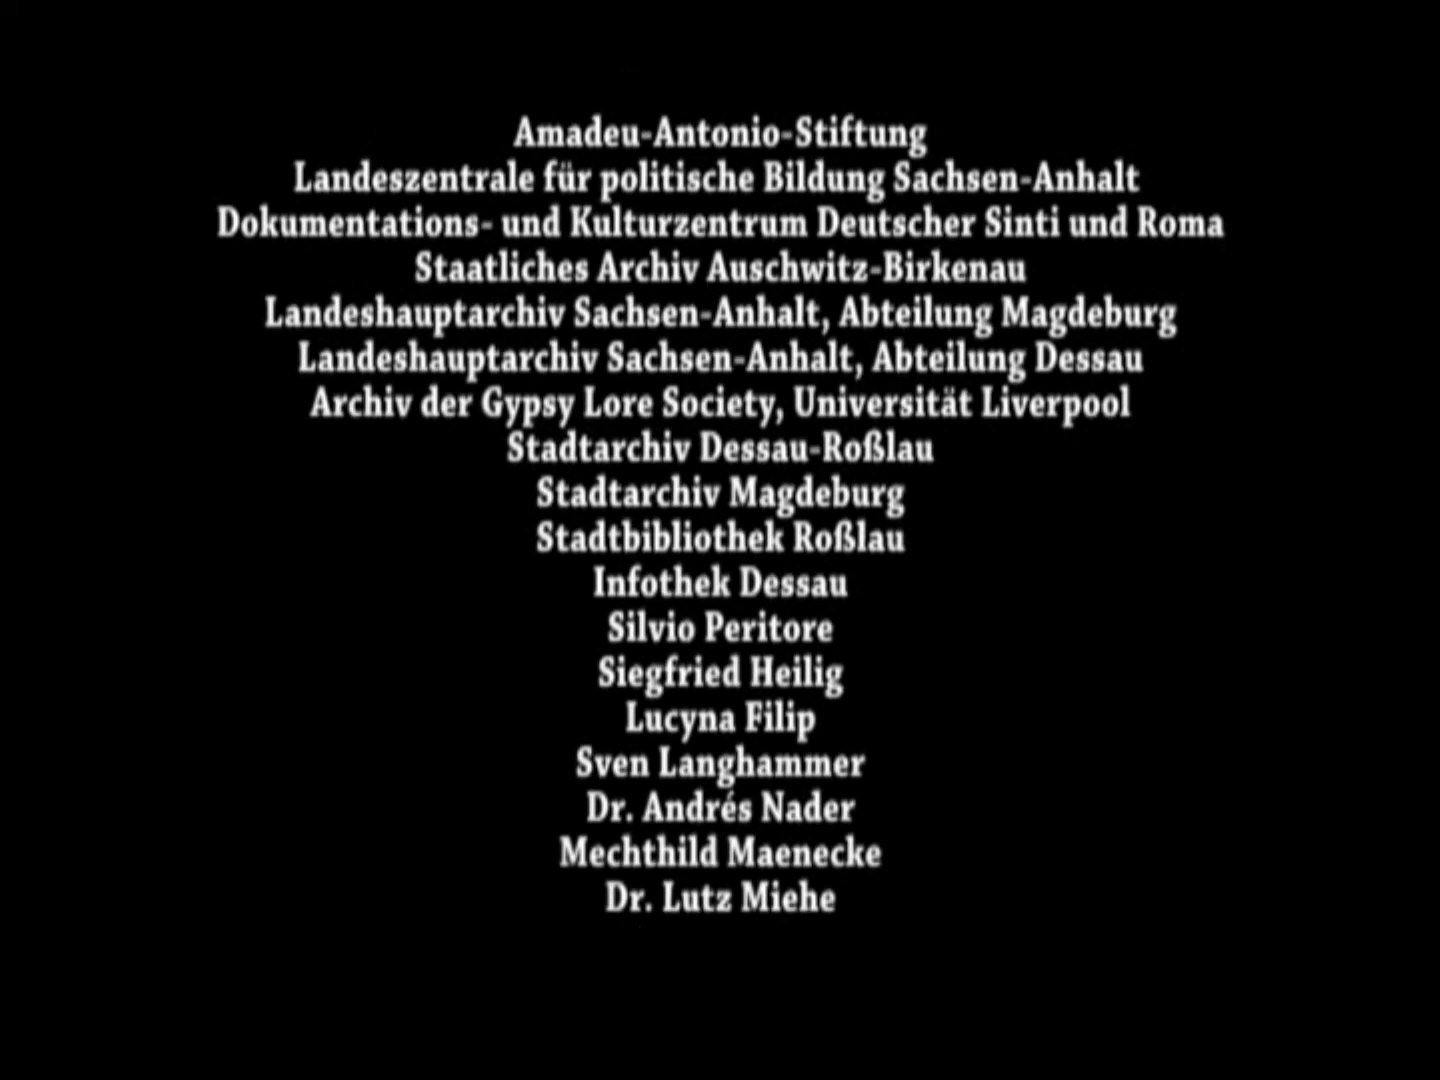 Amadeu-Antonio-Stiftung
Landeszentrale für politische Bildung Sachsen-Anhalt
Dokumentations- und Kulturzentrum Deutscher Sinti und Roma
Staatliches Archiv Auschwitz-Birkenau
Landeshauptarchiv Sachsen-Anhalt, Abteilung Magdeburg
Landeshauptarchiv Sachsen-Anhalt, Abteilung Dessau
Archiv der Gypsy Lore Society, Universität Liverpool
Stadtarchiv Dessau-Roßlau
Stadtarchiv Magdeburg
Stadtbibliothek Roßlau
Infothek Dessau
Silvio Peritore
Siegfried Heilig
Lucyna Filip
Sven Langhammer
Dr. Andrés Nader
Mechthild Maenecke
Dr. Lutz Miehe